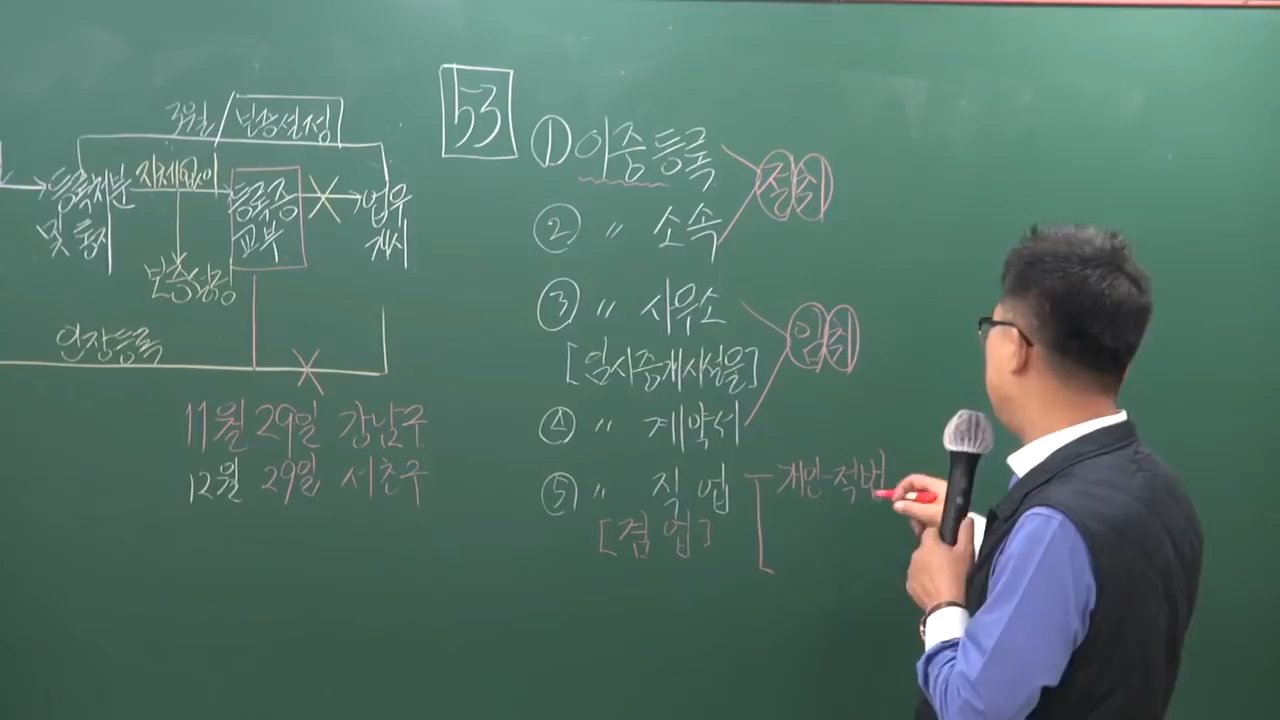 3월 / 보증설정
등록처분 및 통지
지체없이
등록증 교부
업무 개시
보증설정
연장등록
11월 29일 강남구
12월 29일 서초구
53
① 이중등록
② 〃 소속
절취
③ 〃 사무소
[임시중개시설물]
④ 〃 계약서
임취
⑤ 〃 직업
[겸업]
개인-적법